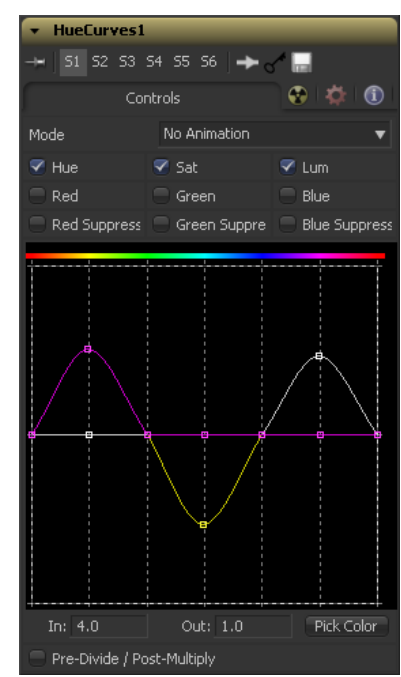 HueCurves1
S1 S2 S3 S4 S5 S6
Controls
Mode No Animation
Hue Sat Lum
Red Green Blue
Red Suppress Green Suppre Blue Suppress
In: 4.0 Out: 1.0 Pick Color
Pre-Divide / Post-Multiply